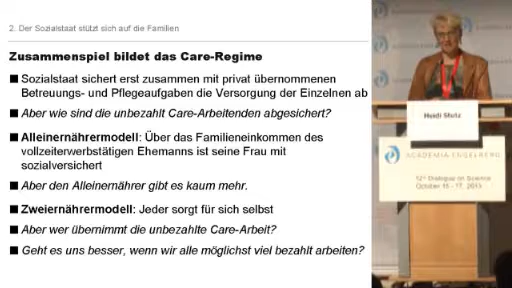 2. Der Sozialstaat stützt sich auf die Familien
Zusammenspiel bildet das Care-Regime
■ Sozialstaat sichert erst zusammen mit privat übernommenen
Betreuungs- und Pflegeaufgaben die Versorgung der Einzelnen ab
■ Aber wie sind die unbezahlt Care-Arbeitenden abgesichert?
■ Alleinernährermodell: Über das Familieneinkommen des
vollzeiterwerbstätigen Ehemanns ist seine Frau mit
sozialversichert
■ Aber den Alleinernährer gibt es kaum mehr.
■ Zweiernährermodell: Jeder sorgt für sich selbst
■ Aber wer übernimmt die unbezahlte Care-Arbeit?
■ Geht es uns besser, wenn wir alle möglichst viel bezahlt arbeiten?
Heidi Stutz
ACADEMIA ENGELBERG
12th Dialogue on Science
October 15 - 17, 2013